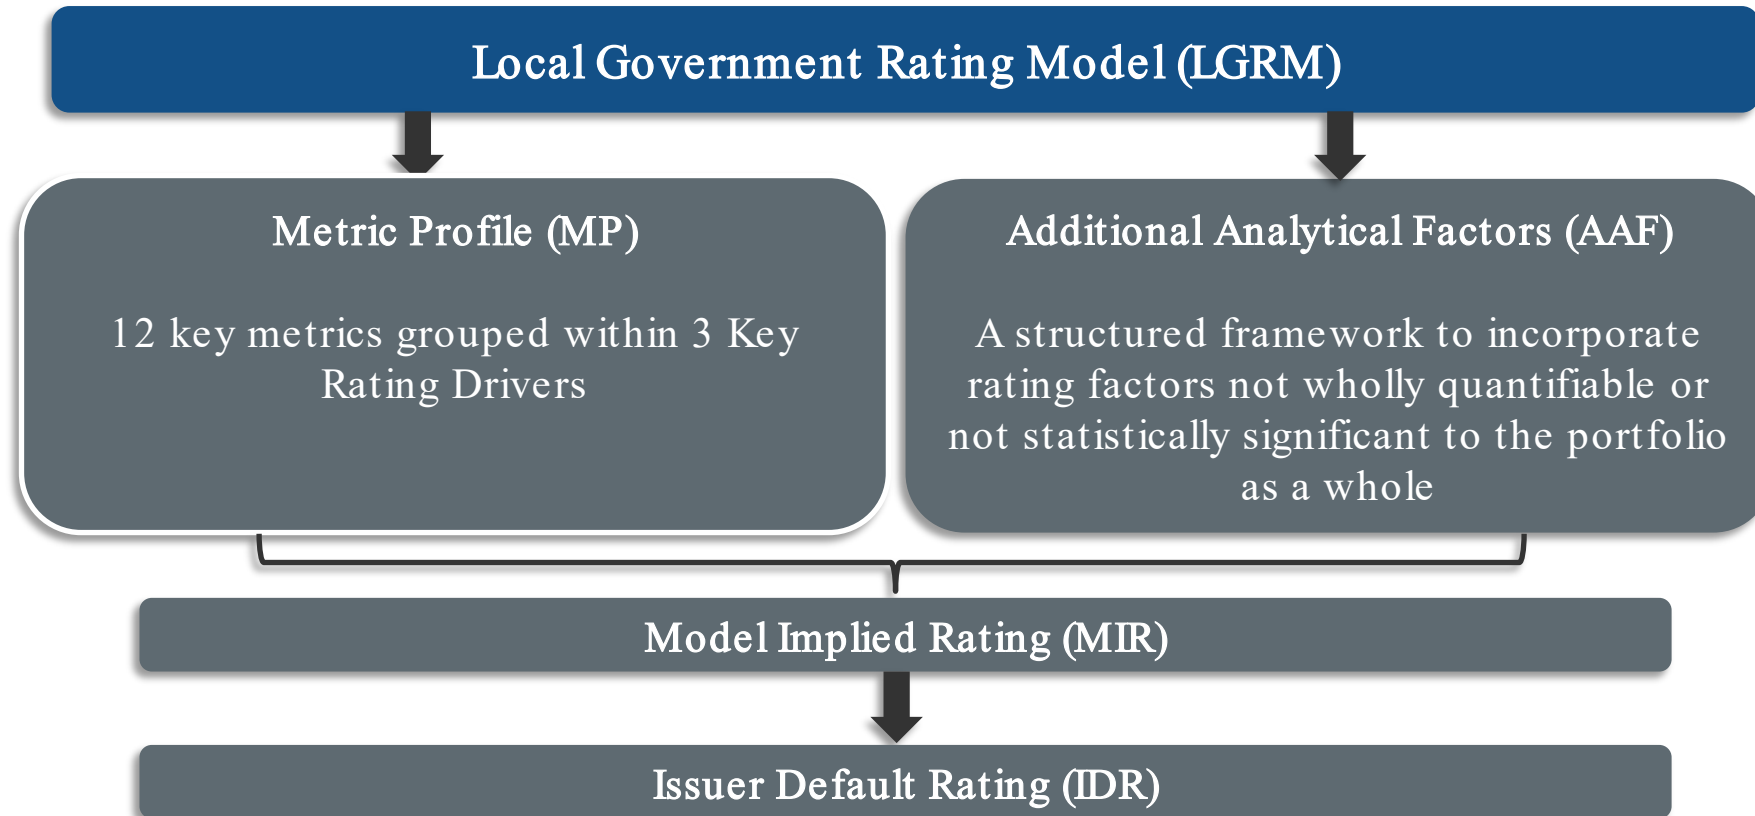 Local Government Rating Model (LGRM)
Metric Profile (MP)
12 key metrics grouped within 3 Key
Rating Drivers
Additional Analytical Factors (AAF)
A structured framework to incorporate
rating factors not wholly quantifiable or
not statistically significant to the portfolio
as a whole
Model Implied Rating (MIR)
Issuer Default Rating (IDR)